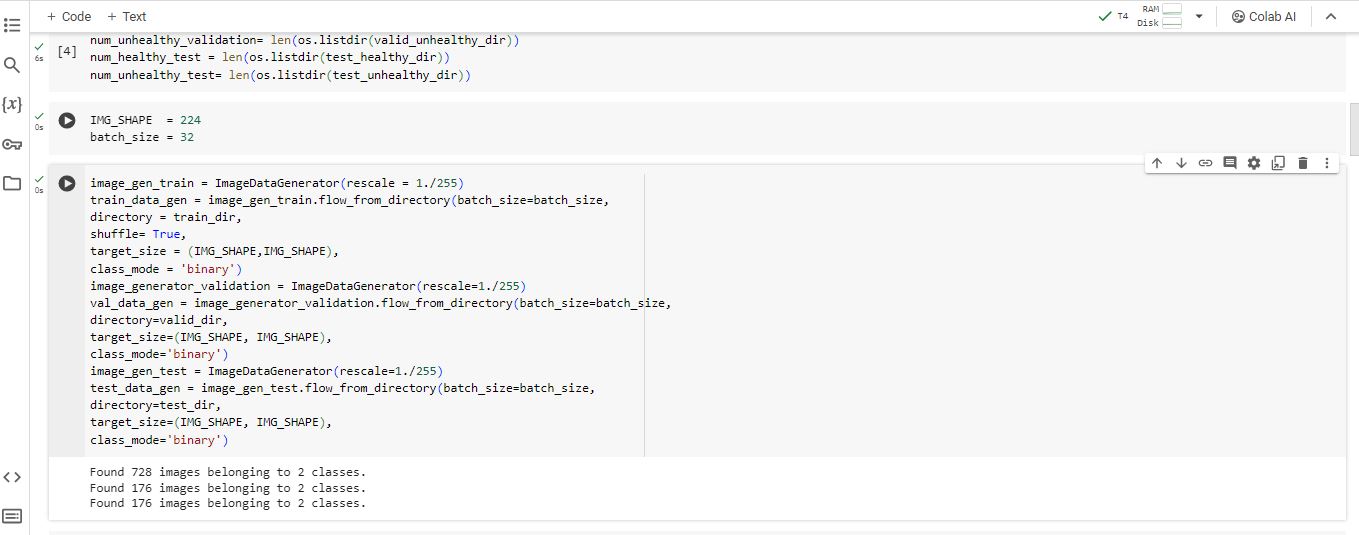 + Code + Text
T4 RAM Disk
Colab AI
num_unhealthy_validation= len(os.listdir(valid_unhealthy_dir))
6s [4] num_healthy_test = len(os.listdir(test_healthy_dir))
num_unhealthy_test= len(os.listdir(test_unhealthy_dir))
{x}
0s
IMG_SHAPE  = 224
batch_size = 32
0s
image_gen_train = ImageDataGenerator(rescale = 1./255)
train_data_gen = image_gen_train.flow_from_directory(batch_size=batch_size,
directory = train_dir,
shuffle= True,
target_size = (IMG_SHAPE,IMG_SHAPE),
class_mode = 'binary')
image_generator_validation = ImageDataGenerator(rescale=1./255)
val_data_gen = image_generator_validation.flow_from_directory(batch_size=batch_size,
directory=valid_dir,
target_size=(IMG_SHAPE, IMG_SHAPE),
class_mode='binary')
image_gen_test = ImageDataGenerator(rescale=1./255)
test_data_gen = image_gen_test.flow_from_directory(batch_size=batch_size,
directory=test_dir,
target_size=(IMG_SHAPE, IMG_SHAPE),
class_mode='binary')
Found 728 images belonging to 2 classes.
Found 176 images belonging to 2 classes.
Found 176 images belonging to 2 classes.